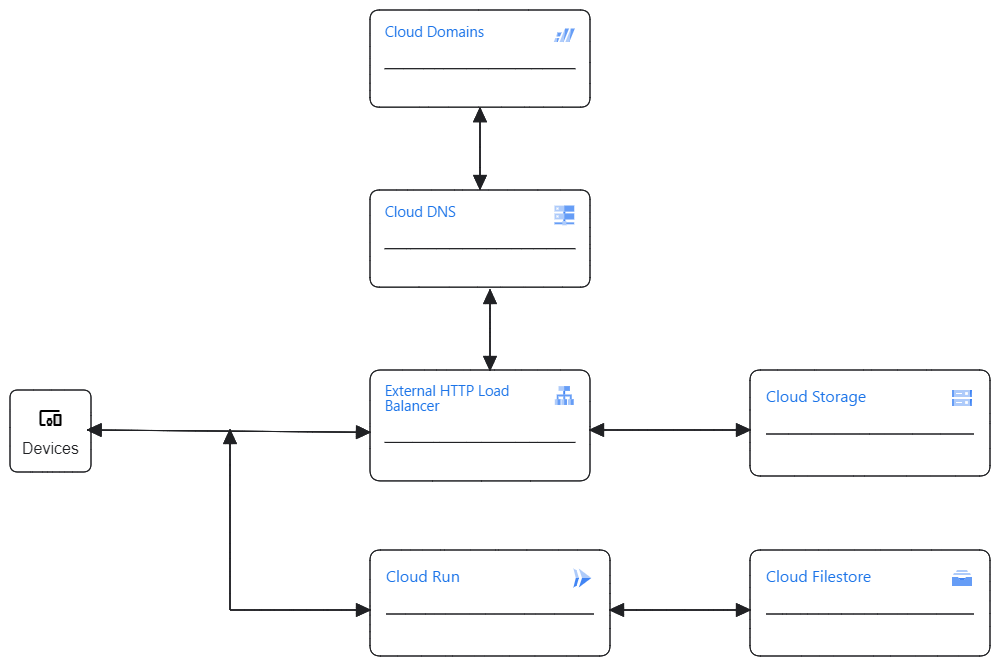 Cloud Domains
Cloud DNS
External HTTP Load
Balancer
Cloud Storage
Devices
Cloud Run
Cloud Filestore